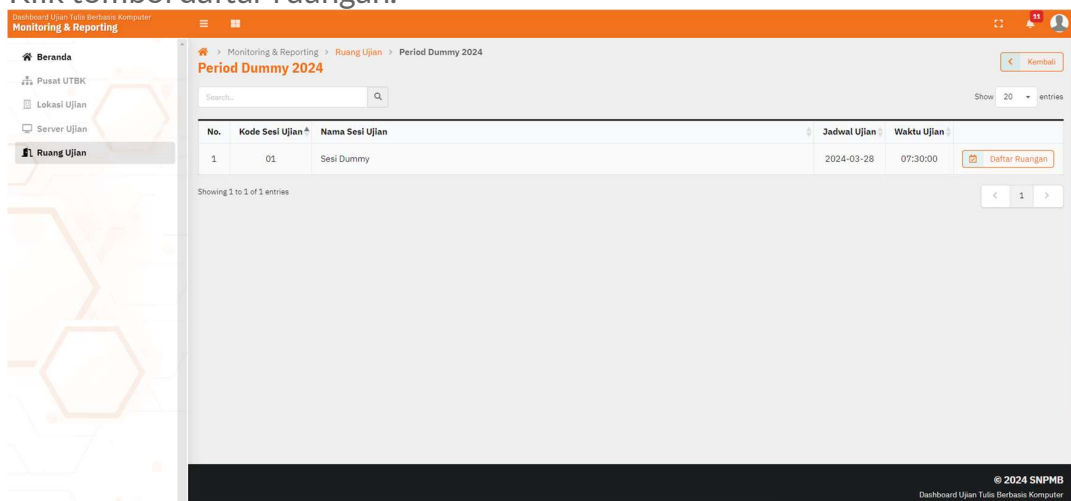 Klik tombol daftar ruangan.
Dashboard Ujian Tulis Berbasis Komputer
Monitoring & Reporting
11
Beranda
Pusat UTBK
Lokasi Ujian
Server Ujian
Ruang Ujian
> Monitoring & Reporting > Ruang Ujian > Period Dummy 2024
Period Dummy 2024
Kembali
Search..
Show 20 entries
No. Kode Sesi Ujian Nama Sesi Ujian Jadwal Ujian Waktu Ujian
1 01 Sesi Dummy 2024-03-28 07:30:00 Daftar Ruangan
Showing 1 to 1 of 1 entries
< 1 >
© 2024 SNPMB
Dashboard Ujian Tulis Berbasis Komputer